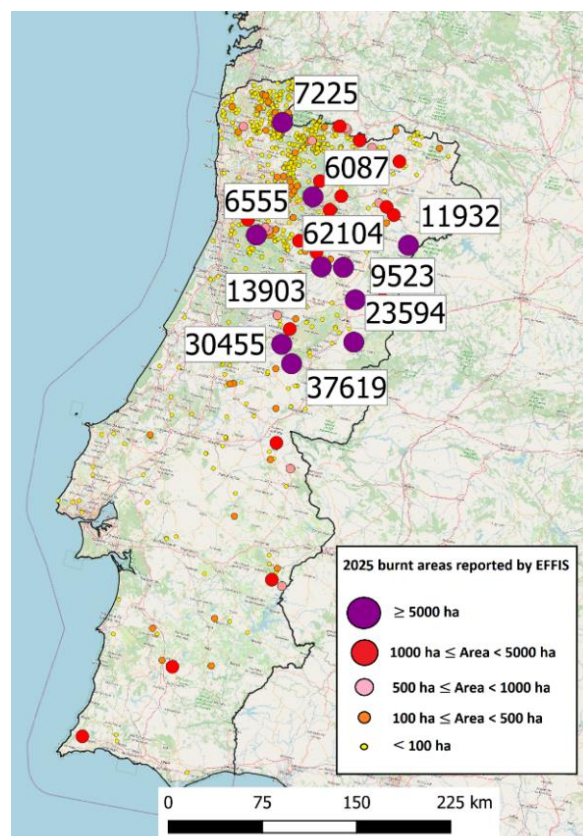 7225
6087
6555
11932
62104
9523
13903
23594
30455
37619
2025 burnt areas reported by EFFIS
≥ 5000 ha
1000 ha ≤ Area < 5000 ha
500 ha ≤ Area < 1000 ha
100 ha ≤ Area < 500 ha
< 100 ha
0 75 150 225 km